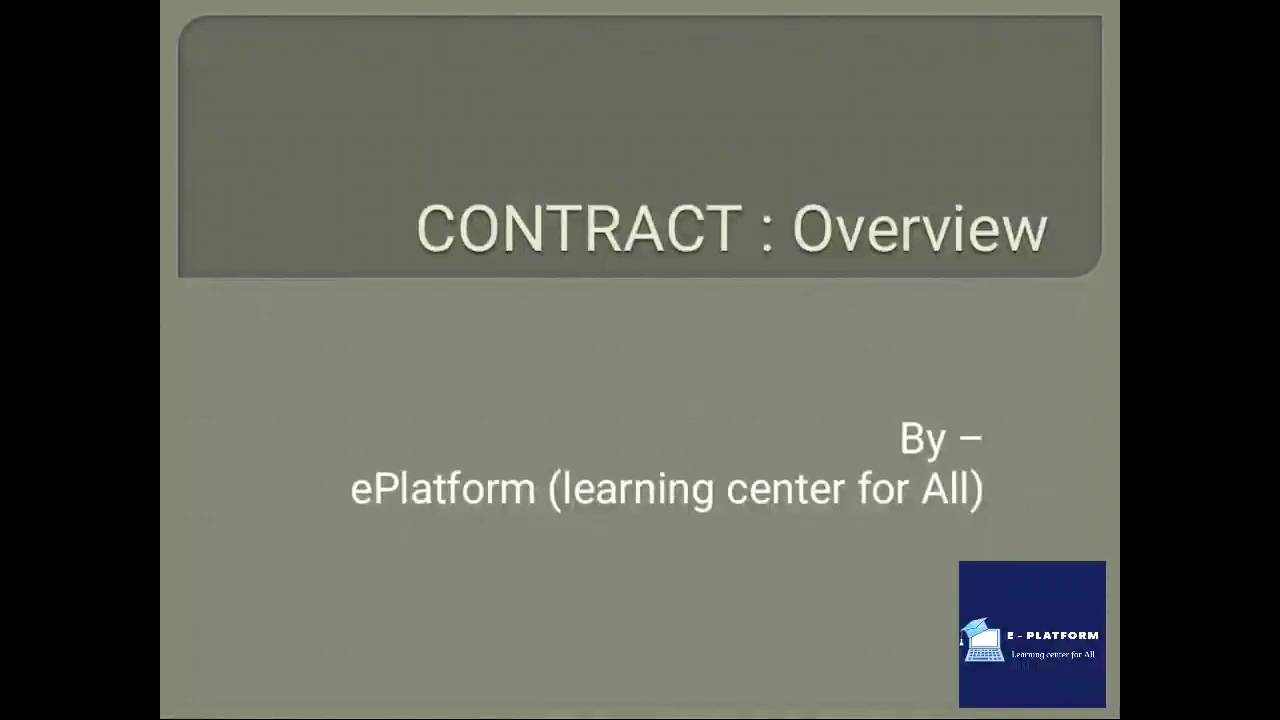 CONTRACT : Overview
By –
ePlatform (learning center for All)
E - PLATFORM
Learning center for All